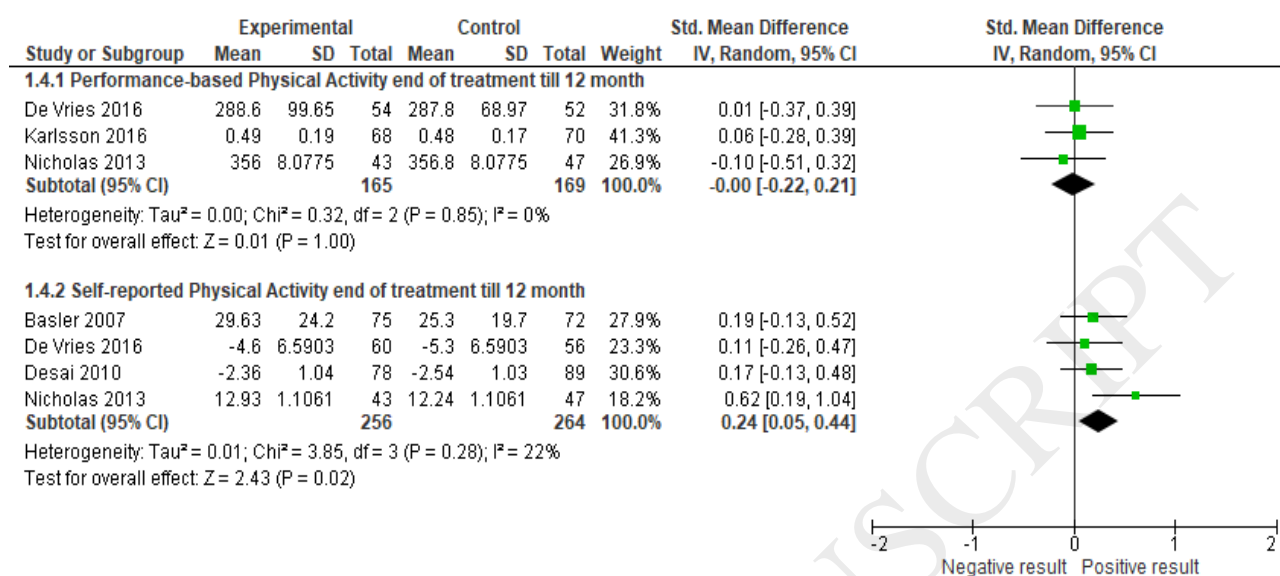 Experimental Control Std. Mean Difference Std. Mean Difference
Study or Subgroup Mean SD Total Mean SD Total Weight IV, Random, 95% CI IV, Random, 95% CI
1.4.1 Performance-based Physical Activity end of treatment till 12 month
De Vries 2016 288.6 99.65 54 287.8 68.97 52 31.8% 0.01 [-0.37, 0.39]
Karlsson 2016 0.49 0.19 68 0.48 0.17 70 41.3% 0.06 [-0.28, 0.39]
Nicholas 2013 356 8.0775 43 356.8 8.0775 47 26.9% -0.10 [-0.51, 0.32]
Subtotal (95% CI) 165 169 100.0% -0.00 [-0.22, 0.21]
Heterogeneity: Tau² = 0.00; Chi² = 0.32, df = 2 (P = 0.85); I² = 0%
Test for overall effect: Z = 0.01 (P = 1.00)
1.4.2 Self-reported Physical Activity end of treatment till 12 month
Basler 2007 29.63 24.2 75 25.3 19.7 72 27.9% 0.19 [-0.13, 0.52]
De Vries 2016 -4.6 6.5903 60 -5.3 6.5903 56 23.3% 0.11 [-0.26, 0.47]
Desai 2010 -2.36 1.04 78 -2.54 1.03 89 30.6% 0.17 [-0.13, 0.48]
Nicholas 2013 12.93 1.1061 43 12.24 1.1061 47 18.2% 0.62 [0.19, 1.04]
Subtotal (95% CI) 256 264 100.0% 0.24 [0.05, 0.44]
Heterogeneity: Tau² = 0.01; Chi² = 3.85, df = 3 (P = 0.28); I² = 22%
Test for overall effect: Z = 2.43 (P = 0.02)
-2 -1 0 1 2
Negative result Positive result
NUSCRIPT